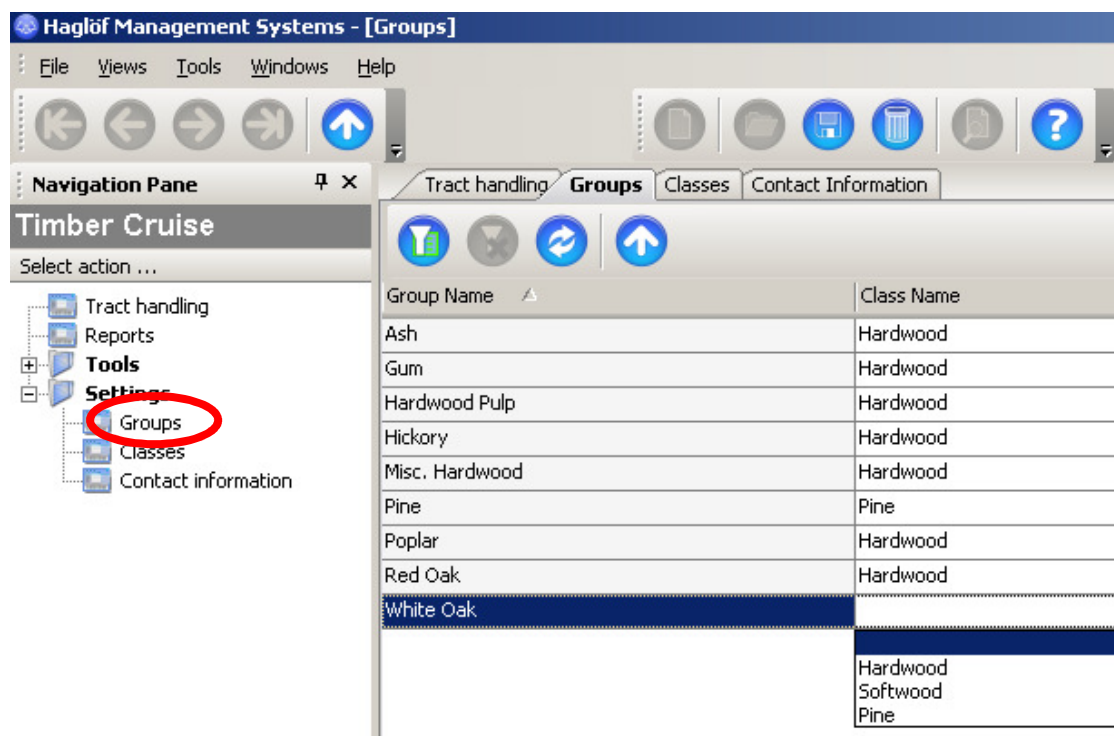 Haglöf Management Systems - [Groups]
File Views Tools Windows Help
Navigation Pane
Timber Cruise
Select action ...
Tract handling
Reports
Tools
Settings
Groups
Classes
Contact information
Tract handling Groups Classes Contact Information
Group Name Class Name
Ash Hardwood
Gum Hardwood
Hardwood Pulp Hardwood
Hickory Hardwood
Misc. Hardwood Hardwood
Pine Pine
Poplar Hardwood
Red Oak Hardwood
White Oak
Hardwood
Softwood
Pine